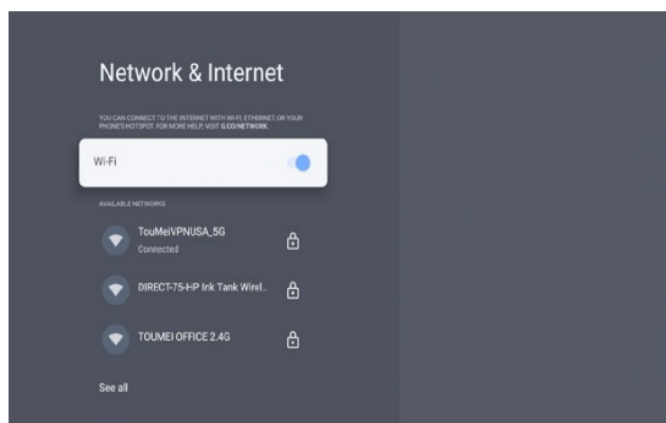 Network & Internet
YOU CAN CONNECT TO THE INTERNET WITH WI-FI, ETHERNET, OR YOUR
PHONE'S HOTSPOT. FOR MORE HELP, VISIT G.CO/NETWORK.
Wi-Fi
AVAILABLE NETWORKS
TouMeiVPNUSA_5G
Connected
DIRECT-75-HP Ink Tank Wirel..
TOUMEI OFFICE 2.4G
See all